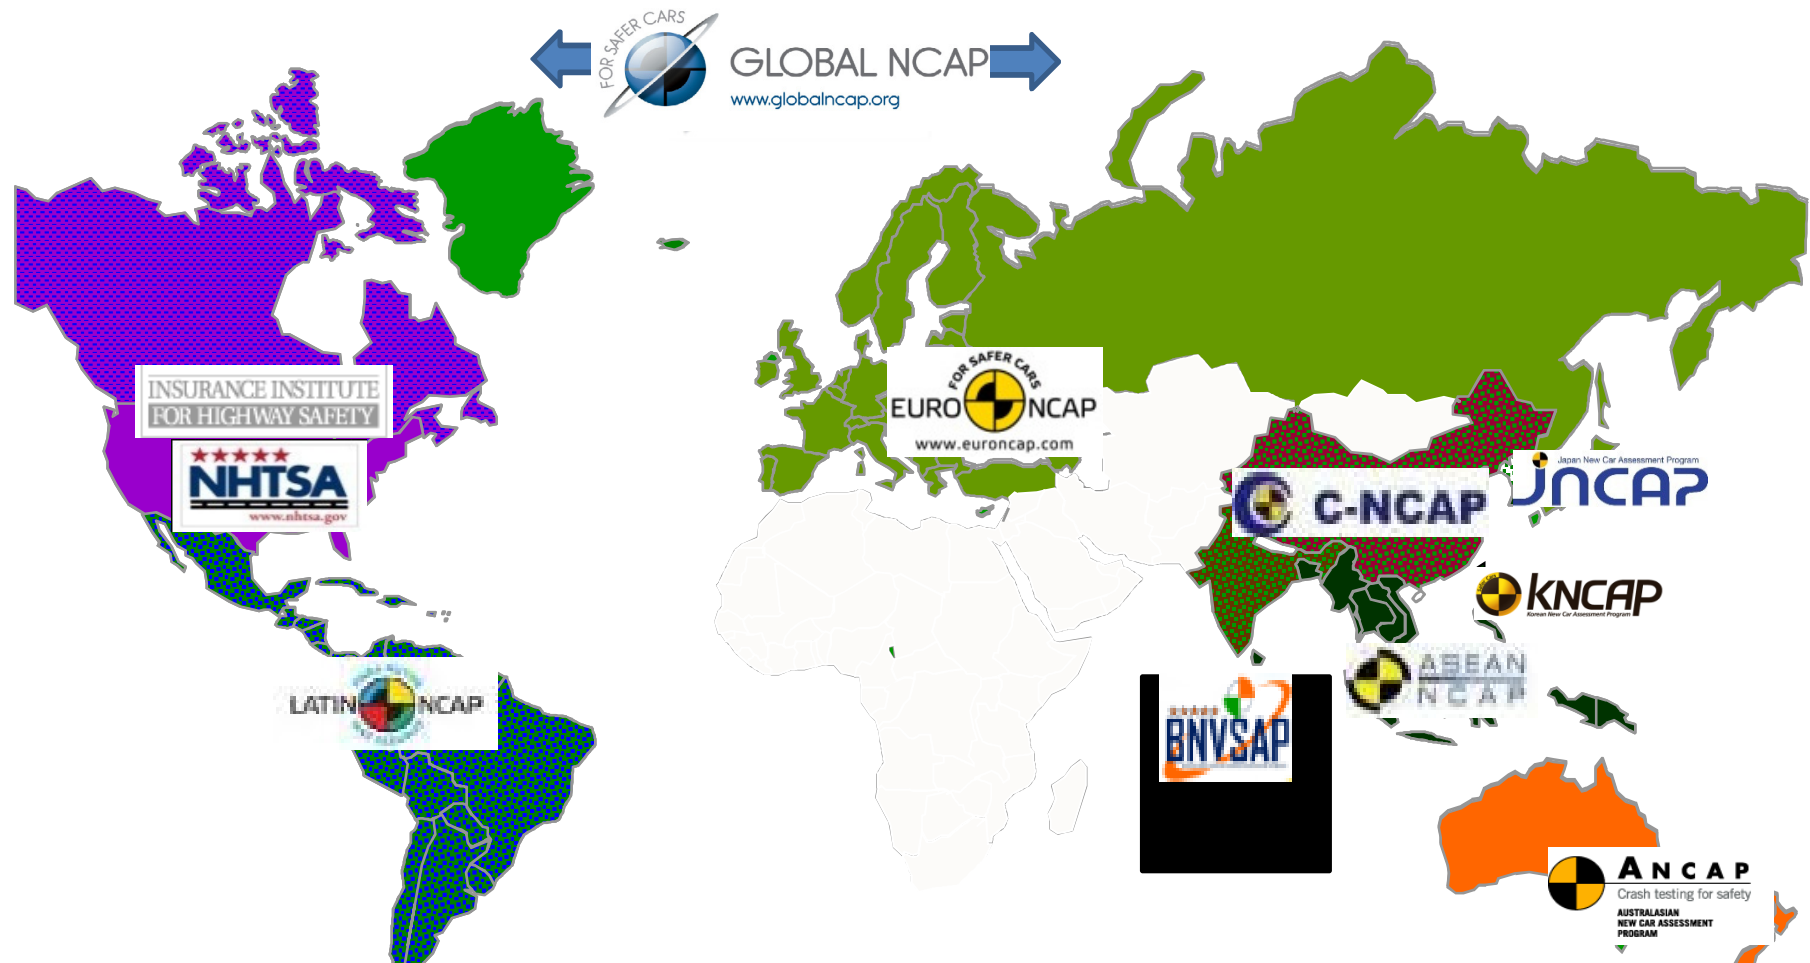 FOR SAFER CARS
GLOBAL NCAP
www.globalncap.org
INSURANCE INSTITUTE
FOR HIGHWAY SAFETY
NHTSA
www.nhtsa.gov
FOR SAFER CARS
EURO NCAP
www.euroncap.com
C-NCAP
Japan New Car Assessment Program
JNCAP
KNCAP
Korean New Car Assessment Program
LATIN NCAP
ASEAN
NCAP
BNVSAP
ANCAP
Crash testing for safety
AUSTRALASIAN
NEW CAR ASSESSMENT
PROGRAM